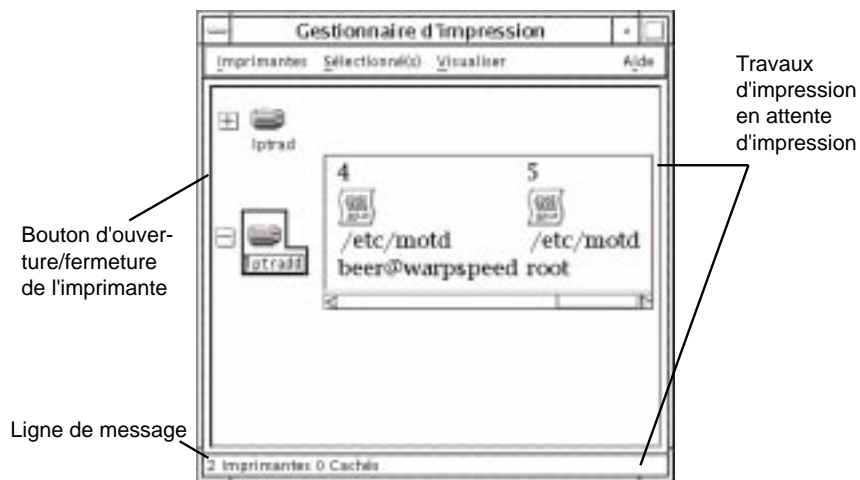 Gestionnaire d'impression
Imprimantes Sélectionné(s) Visualiser Aide
Travaux
d'impression
en attente
d'impression
lptrad
4 5
/etc/motd /etc/motd
beer@warpspeed root
lptradd
Bouton d'ouver-
ture/fermeture
de l'imprimante
Ligne de message
2 Imprimantes 0 Cachés